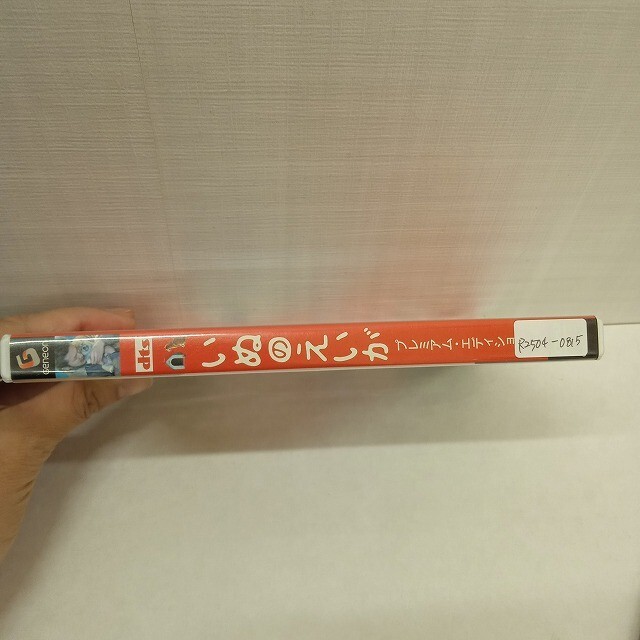 geneon
dts
いぬのえいが
プレミアム・エディショ
R2504-0815